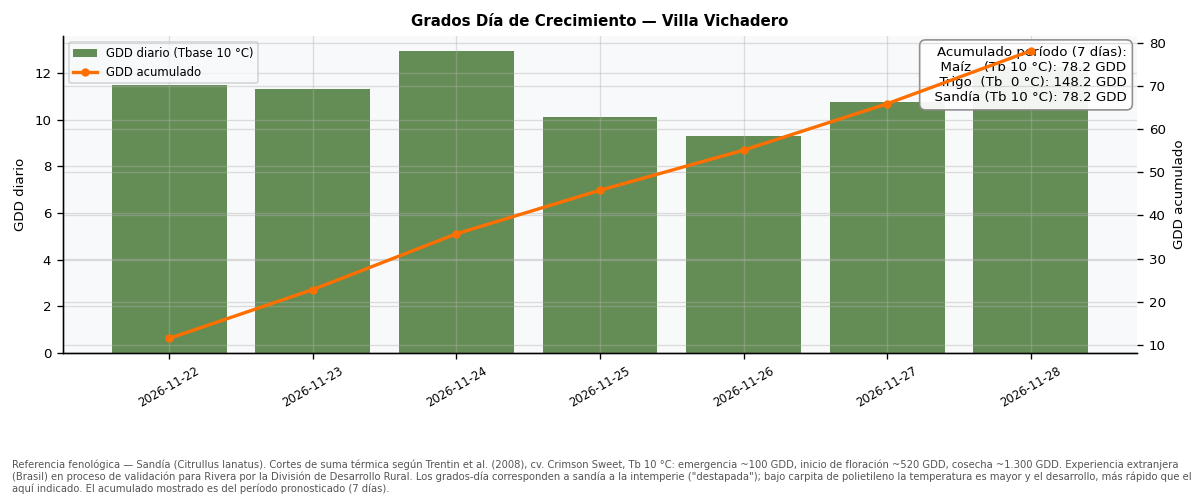 Grados Día de Crecimiento — Villa Vichadero
GDD diario (Tbase 10 °C)
GDD acumulado
Acumulado período (7 días):
Maíz (Tb 10 °C): 78.2 GDD
Trigo (Tb 0 °C): 148.2 GDD
Sandía (Tb 10 °C): 78.2 GDD
GDD diario
0
2
4
6
8
10
12
GDD acumulado
10
20
30
40
50
60
70
80
2026-11-22
2026-11-23
2026-11-24
2026-11-25
2026-11-26
2026-11-27
2026-11-28
Referencia fenológica — Sandía (Citrullus lanatus). Cortes de suma térmica según Trentin et al. (2008), cv. Crimson Sweet, Tb 10 °C: emergencia ~100 GDD, inicio de floración ~520 GDD, cosecha ~1.300 GDD. Experiencia extranjera
(Brasil) en proceso de validación para Rivera por la División de Desarrollo Rural. Los grados-día corresponden a sandía a la intemperie ("destapada"); bajo carpita de polietileno la temperatura es mayor y el desarrollo, más rápido que el
aquí indicado. El acumulado mostrado es del período pronosticado (7 días).